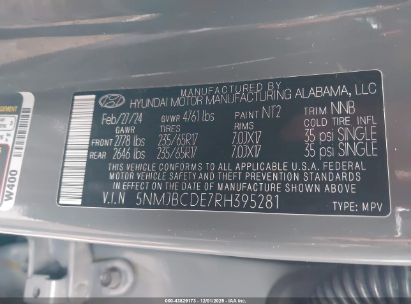 MANUFACTURED BY
HYUNDAI MOTOR MANUFACTURING ALABAMA, LLC
Feb/27/24 GVWR 4761 lbs PAINT NT2 TRIM NNB
GAWR TIRES RIMS COLD TIRE INFL
FRONT 2778 lbs 235/65R17 7.0JX17 35 psi SINGLE
REAR 2646 lbs 235/65R17 7.0JX17 35 psi SINGLE
THIS VEHICLE CONFORMS TO ALL APPLICABLE U.S.A. FEDERAL
MOTOR VEHICLE SAFETY AND THEFT PREVENTION STANDARDS IN
EFFECT ON THE DATE OF MANUFACTURE SHOWN ABOVE.
V.I.N 5NMJBCDE7RH395281 TYPE: MPV
W400